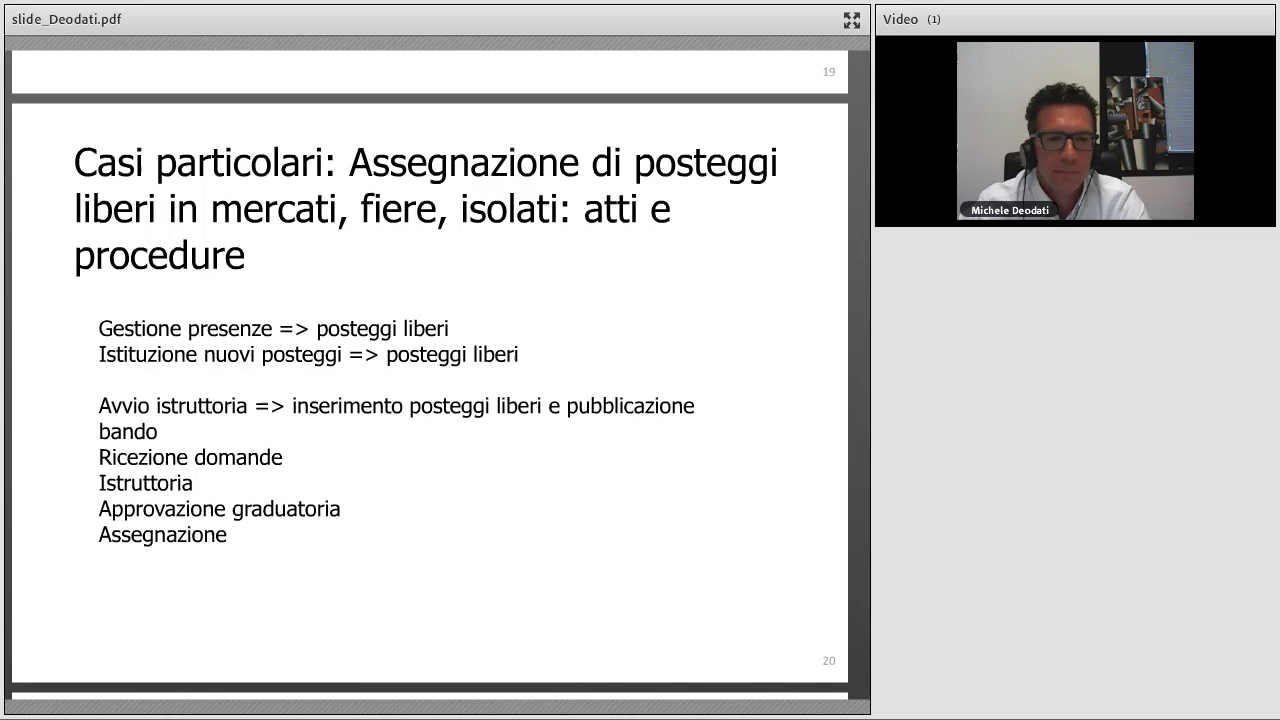 slide_Deodati.pdf
Video (1)
19
Michele Deodati
Casi particolari: Assegnazione di posteggi
liberi in mercati, fiere, isolati: atti e
procedure
Gestione presenze => posteggi liberi
Istituzione nuovi posteggi => posteggi liberi
Avvio istruttoria => inserimento posteggi liberi e pubblicazione
bando
Ricezione domande
Istruttoria
Approvazione graduatoria
Assegnazione
20